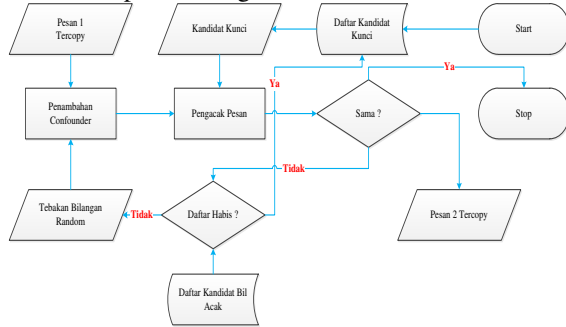 Pesan 1
Tercopy
Kandidat Kunci
Daftar Kandidat
Kunci
Start
Ya
Ya
Penambahan
Confounder
Pengacak Pesan
Sama ?
Stop
Tidak
Tebakan Bilangan
Random
Tidak
Daftar Habis ?
Pesan 2 Tercopy
Daftar Kandidat Bil
Acak